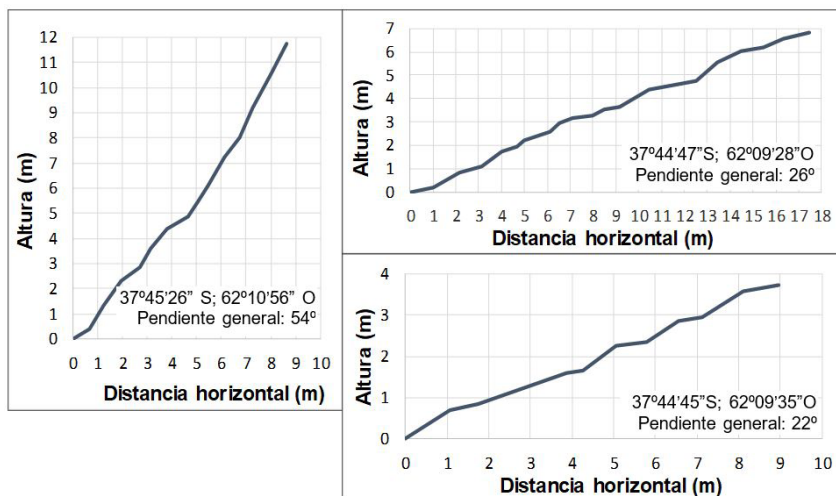 12
11
10
9
8
7
6
5
4
3
2
1
0
Altura (m)
37º45'26” S; 62º10'56” O
Pendiente general: 54º
0 1 2 3 4 5 6 7 8 9 10
Distancia horizontal (m)
7
6
5
4
3
2
1
0
Altura (m)
37º44'47”S; 62º09'28”O
Pendiente general: 26º
0 1 2 3 4 5 6 7 8 9 10 11 12 13 14 15 16 17 18
Distancia horizontal (m)
4
3
2
1
0
Altura (m)
37º44'45”S; 62º09'35”O
Pendiente general: 22º
0 1 2 3 4 5 6 7 8 9 10
Distancia horizontal (m)